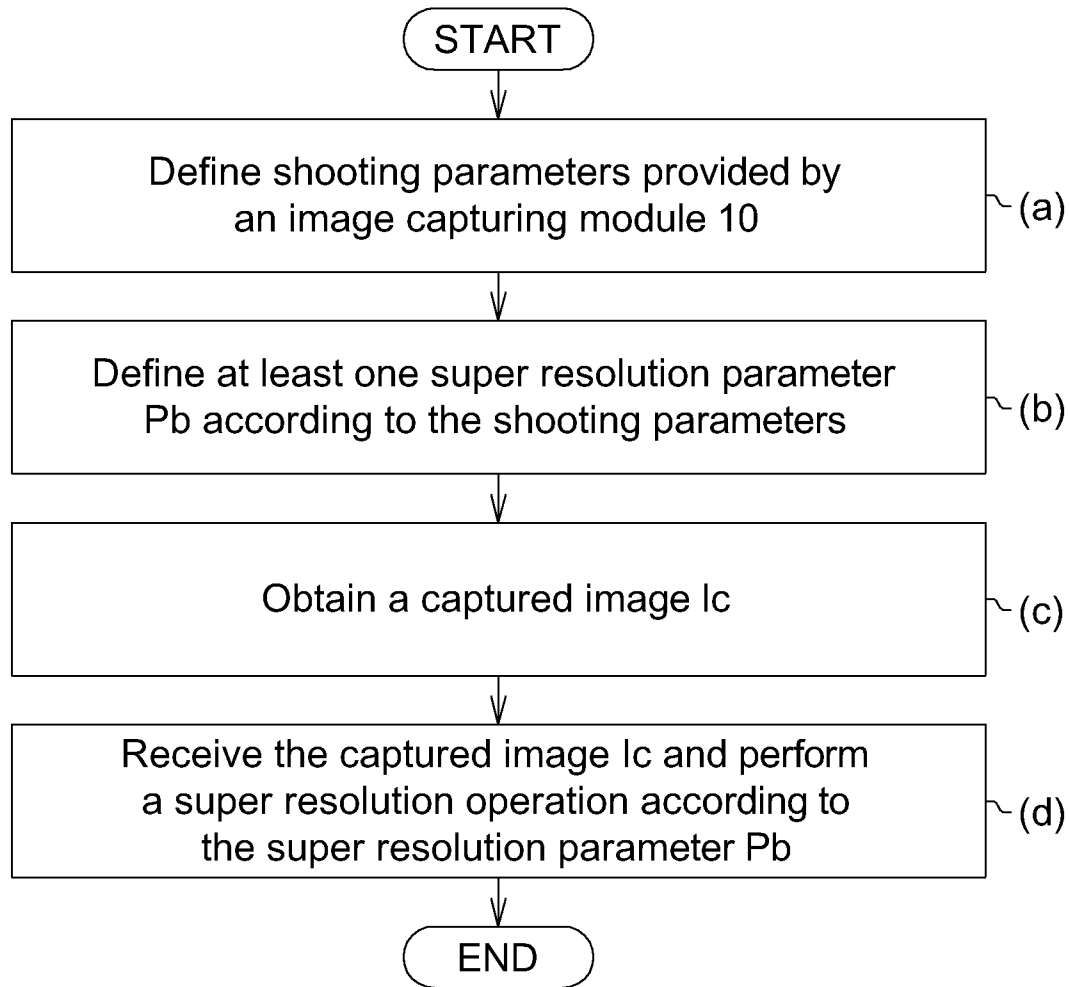 START
Define shooting parameters provided by
an image capturing module 10
(a)
Define at least one super resolution parameter
Pb according to the shooting parameters
(b)
Obtain a captured image Ic
(c)
Receive the captured image Ic and perform
a super resolution operation according to
the super resolution parameter Pb
(d)
END